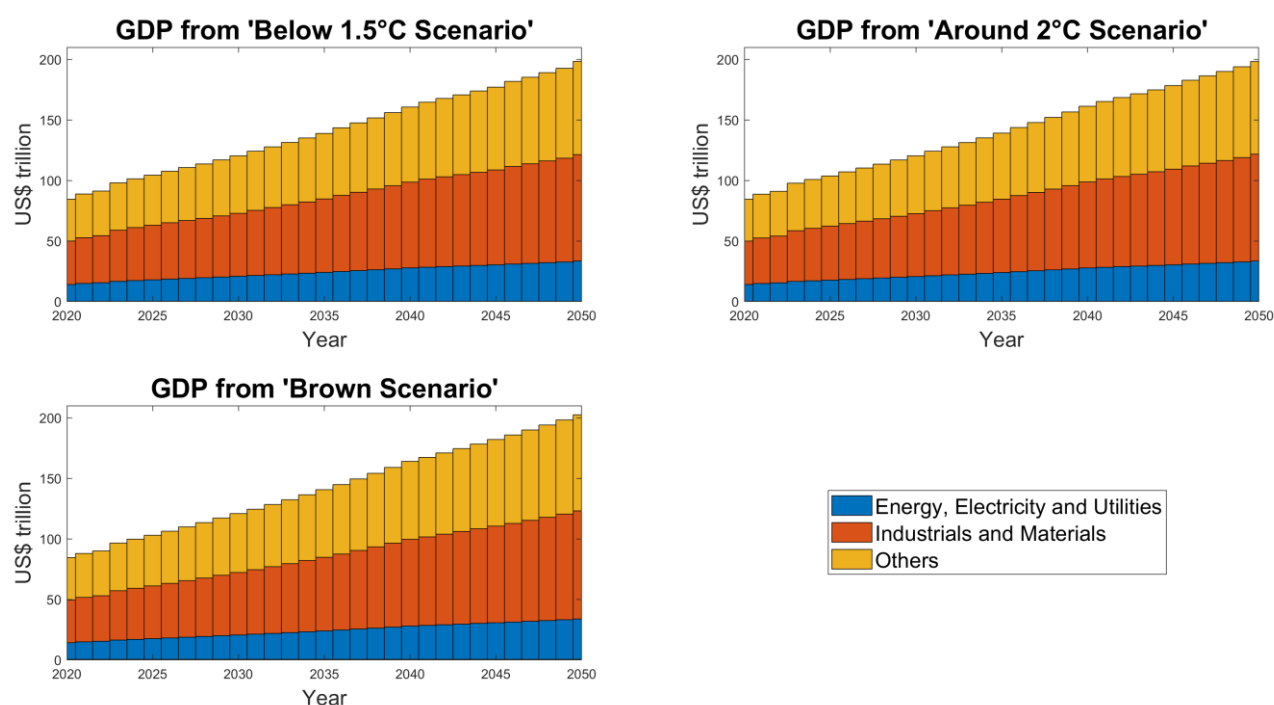 GDP from 'Below 1.5°C Scenario'
200
150
100
50
0
US$ trillion
2020 2025 2030 2035 2040 2045 2050
Year
GDP from 'Around 2°C Scenario'
200
150
100
50
0
US$ trillion
2020 2025 2030 2035 2040 2045 2050
Year
GDP from 'Brown Scenario'
200
150
100
50
0
US$ trillion
2020 2025 2030 2035 2040 2045 2050
Year
Energy, Electricity and Utilities
Industrials and Materials
Others